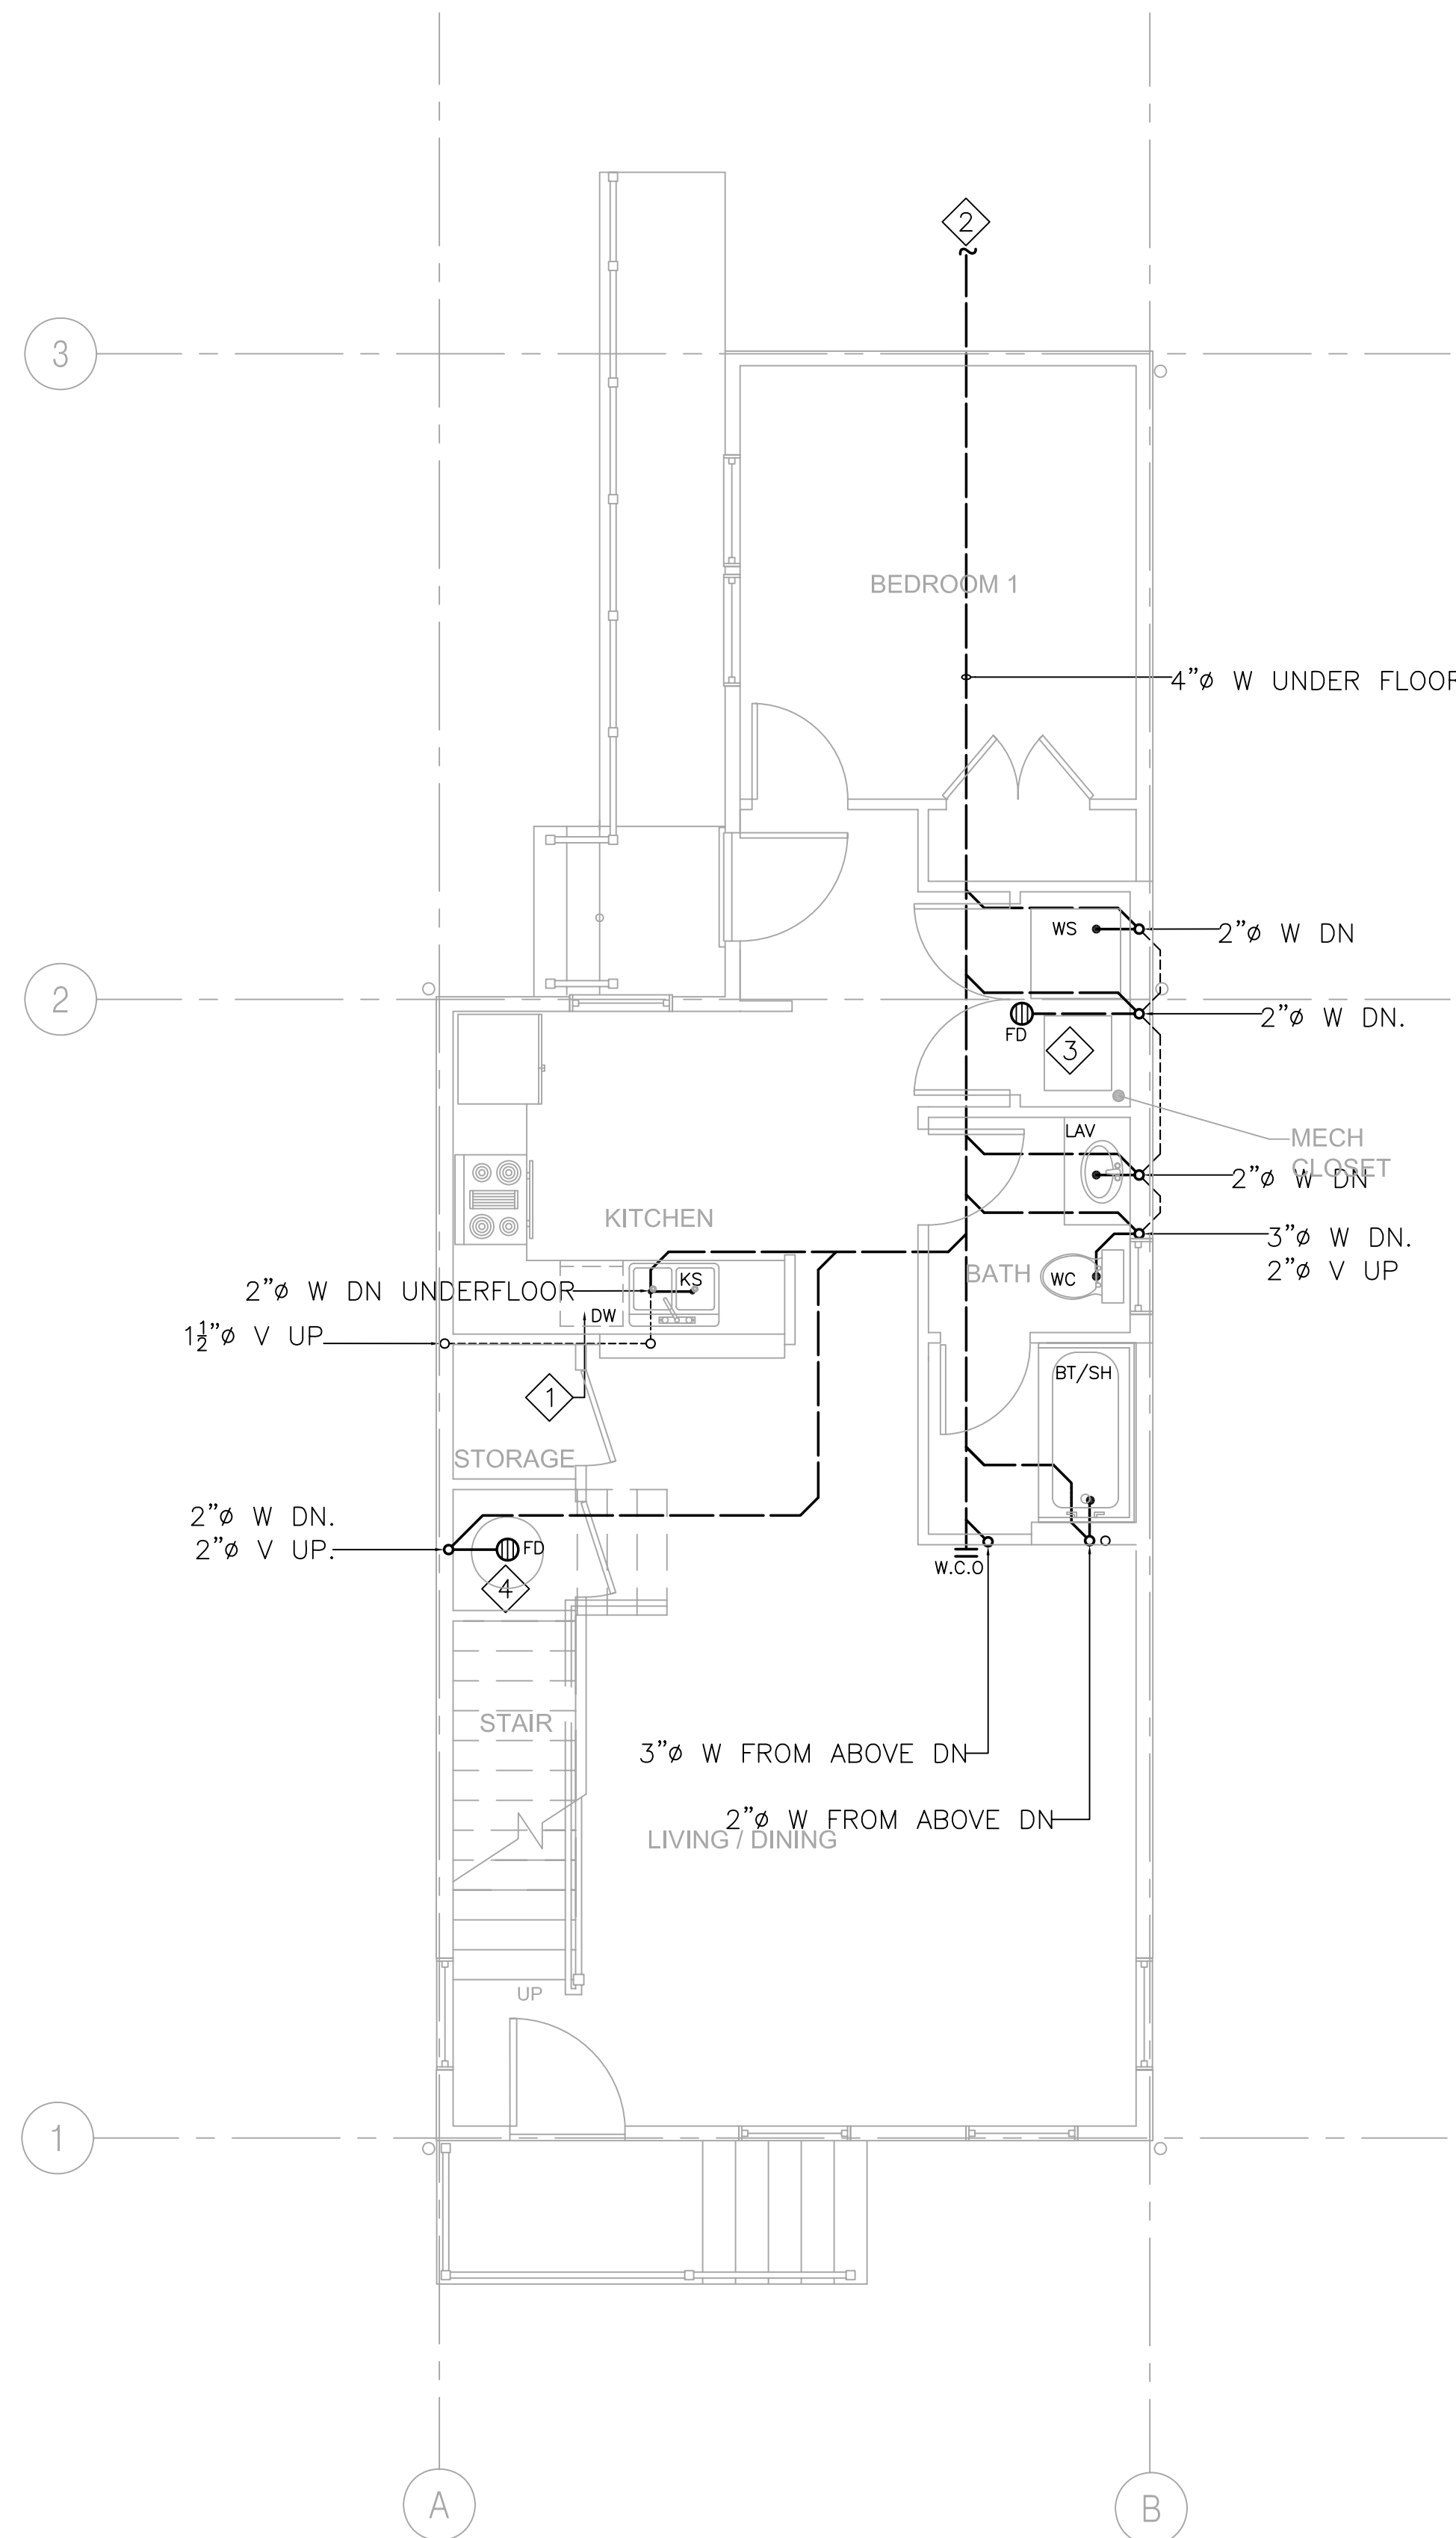 2
3
BEDROOM 1
4"ø W UNDER FLOOR
WS
2"ø W DN
2
2"ø W DN.
FD
3
LAV
MECH
CLOSET
2"ø W DN
KITCHEN
3"ø W DN.
2"ø V UP
BATH
WC
KS
2"ø W DN UNDERFLOOR
DW
1½"ø V UP
BT/SH
1
STORAGE
2"ø W DN.
2"ø V UP.
FD
W.C.O
4
STAIR
3"ø W FROM ABOVE DN
2"ø W FROM ABOVE DN
LIVING / DINING
UP
1
A
B